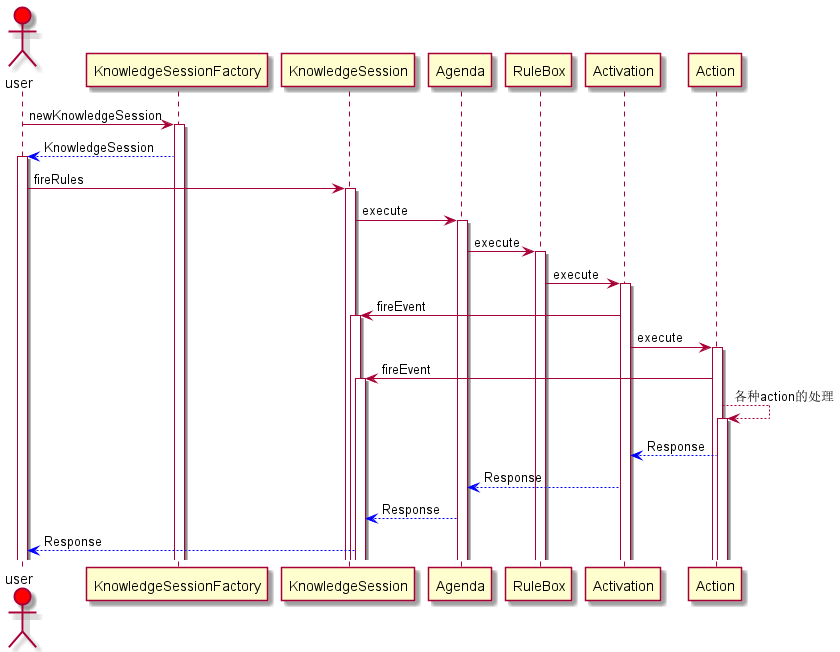 user
KnowledgeSessionFactory
KnowledgeSession
Agenda
RuleBox
Activation
Action
newKnowledgeSession
KnowledgeSession
fireRules
execute
execute
execute
fireEvent
execute
fireEvent
各种action的处理
Response
Response
Response
Response
user
KnowledgeSessionFactory
KnowledgeSession
Agenda
RuleBox
Activation
Action